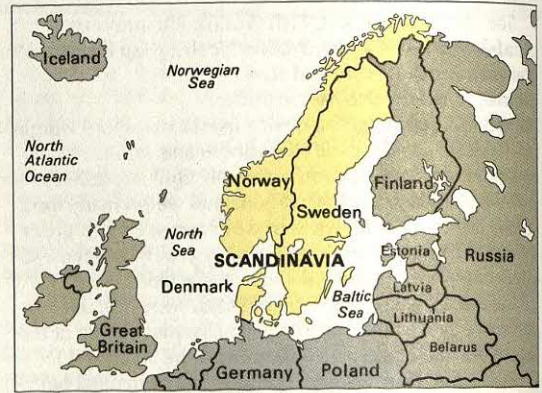 Iceland
Norwegian
Sea
North
Atlantic
Ocean
Norway
Finland
Sweden
North
Sea
SCANDINAVIA
Estonia
Russia
Denmark
Latvia
Baltic
Sea
Lithuania
Great
Britain
Belarus
Germany
Poland